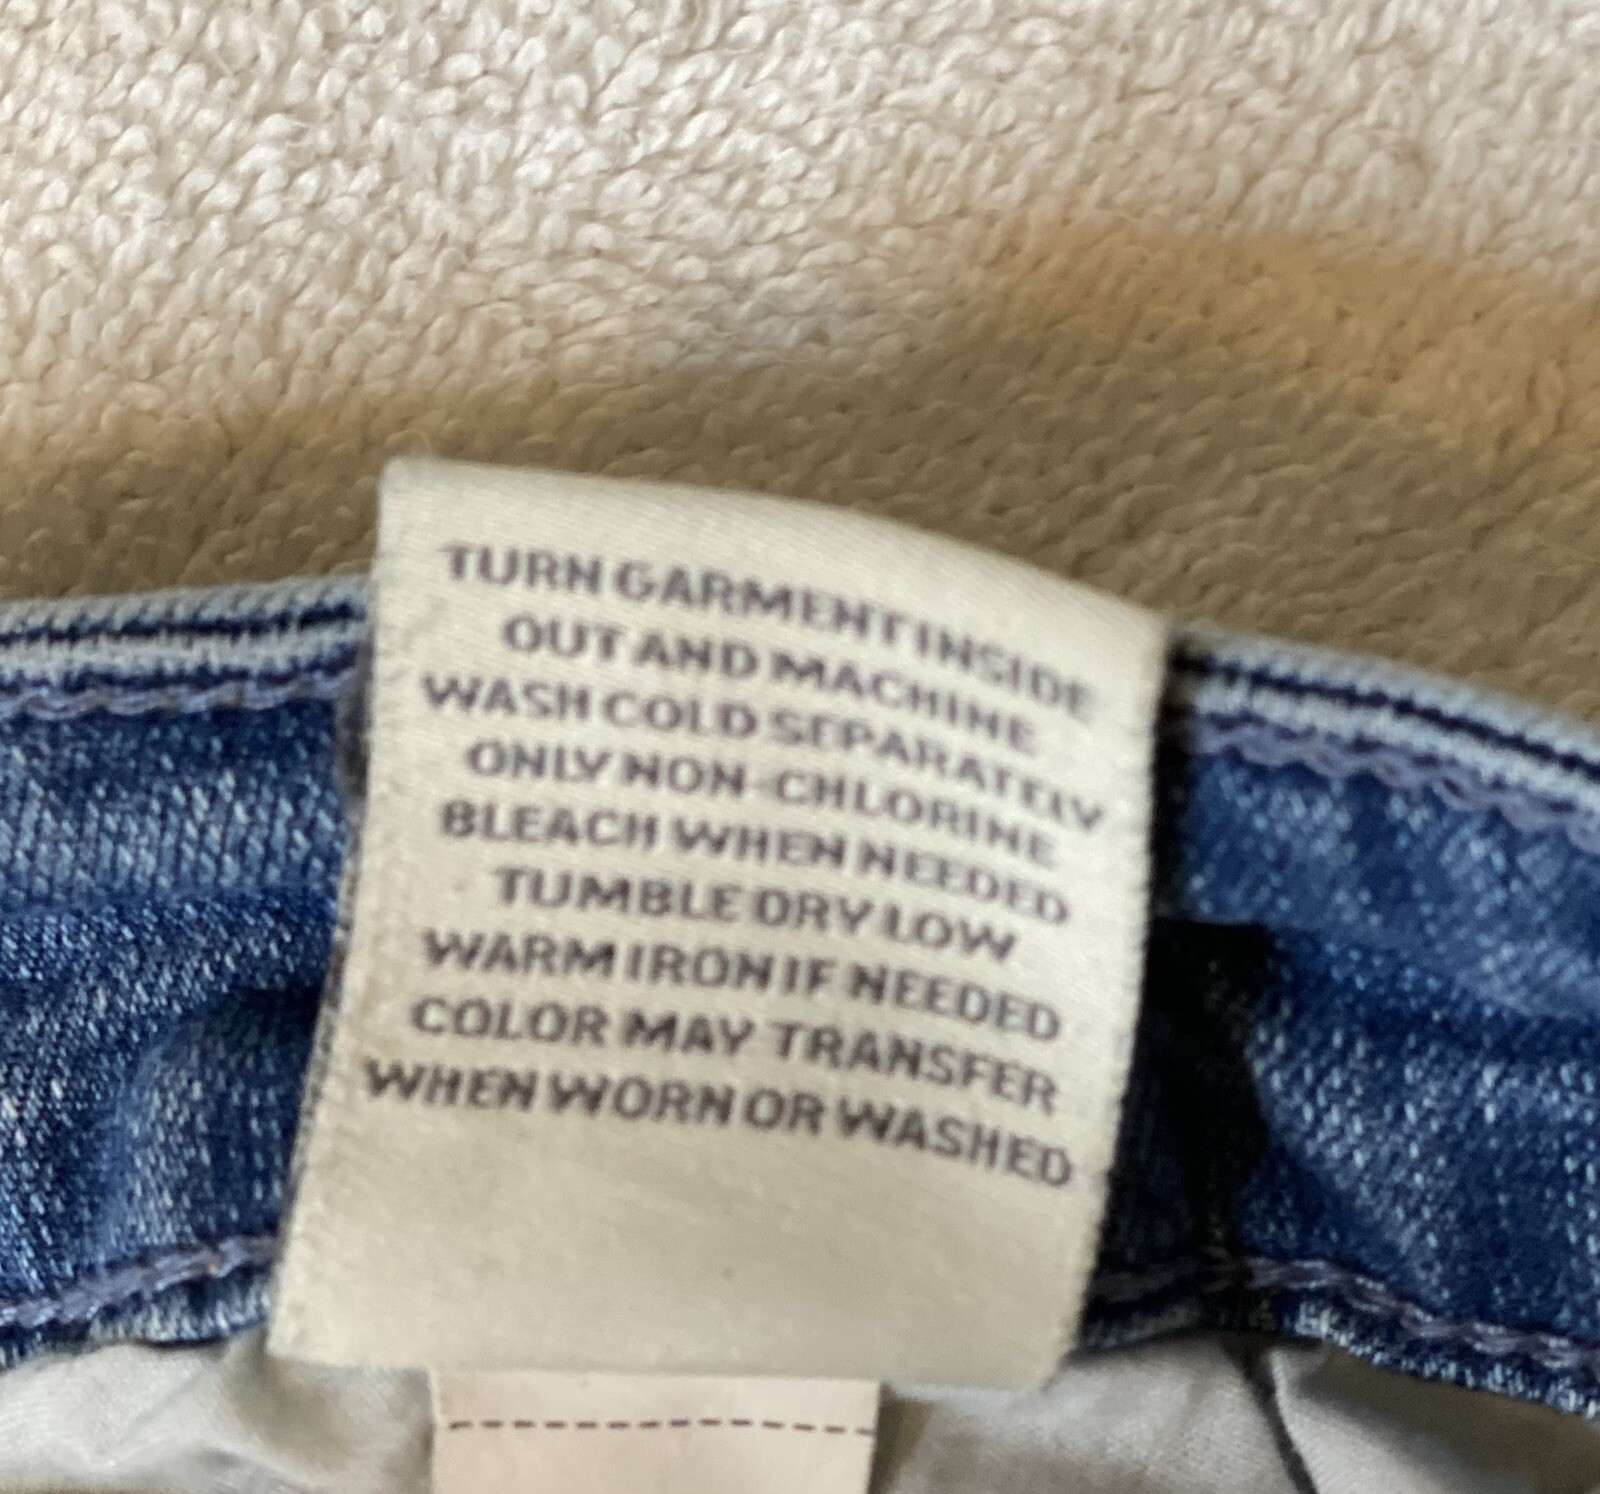 TURN GARMENT INSIDE
OUT AND MACHINE
WASH COLD SEPARATELY
ONLY NON-CHLORINE
BLEACH WHEN NEEDED
TUMBLE DRY LOW
WARM IRON IF NEEDED
COLOR MAY TRANSFER
WHEN WORN OR WASHED